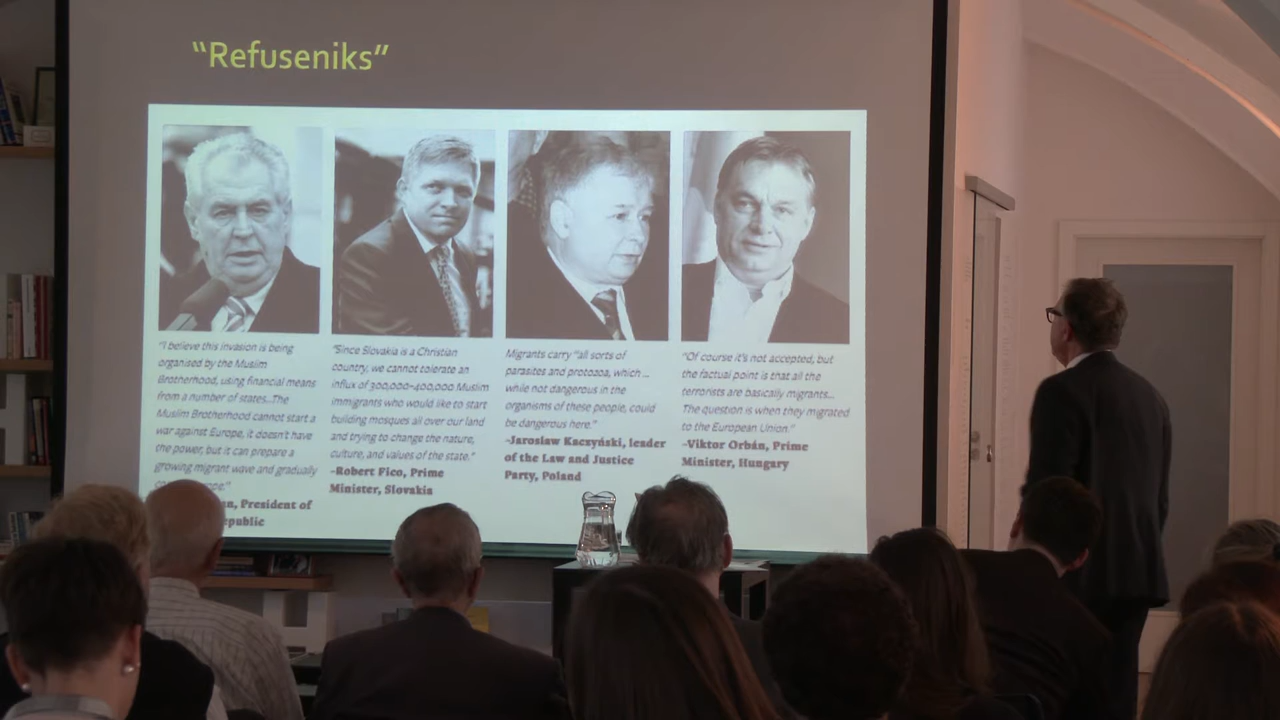 “Refuseniks”
“I believe this invasion is being
organised by the Muslim
Brotherhood, using financial means
from a number of states...The
Muslim Brotherhood cannot start a
war against Europe, it doesn't have
the power, but it can prepare a
growing migrant wave and gradually
President of
“Since Slovakia is a Christian
country, we cannot tolerate an
influx of 300,000-400,000 Muslim
immigrants who would like to start
building mosques all over our land
and trying to change the nature,
culture, and values of the state.”
-Robert Fico, Prime
Minister, Slovakia
Migrants carry “all sorts of
parasites and protozoa, which ...
while not dangerous in the
organisms of these people, could
be dangerous here.”
-Jarosław Kaczyński, leader
of the Law and Justice
Party, Poland
“Of course it's not accepted, but
the factual point is that all the
terrorists are basically migrants...
The question is when they migrated
to the European Union.”
-Viktor Orbán, Prime
Minister, Hungary